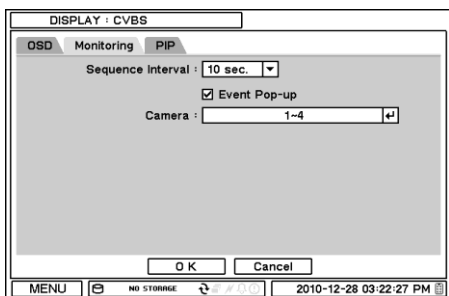 DISPLAY : CVBS
OSD Monitoring PIP
Sequence Interval : 10 sec.
Event Pop-up
Camera : 1~4
OK Cancel
MENU NO STORAGE 2010-12-28 03:22:27 PM